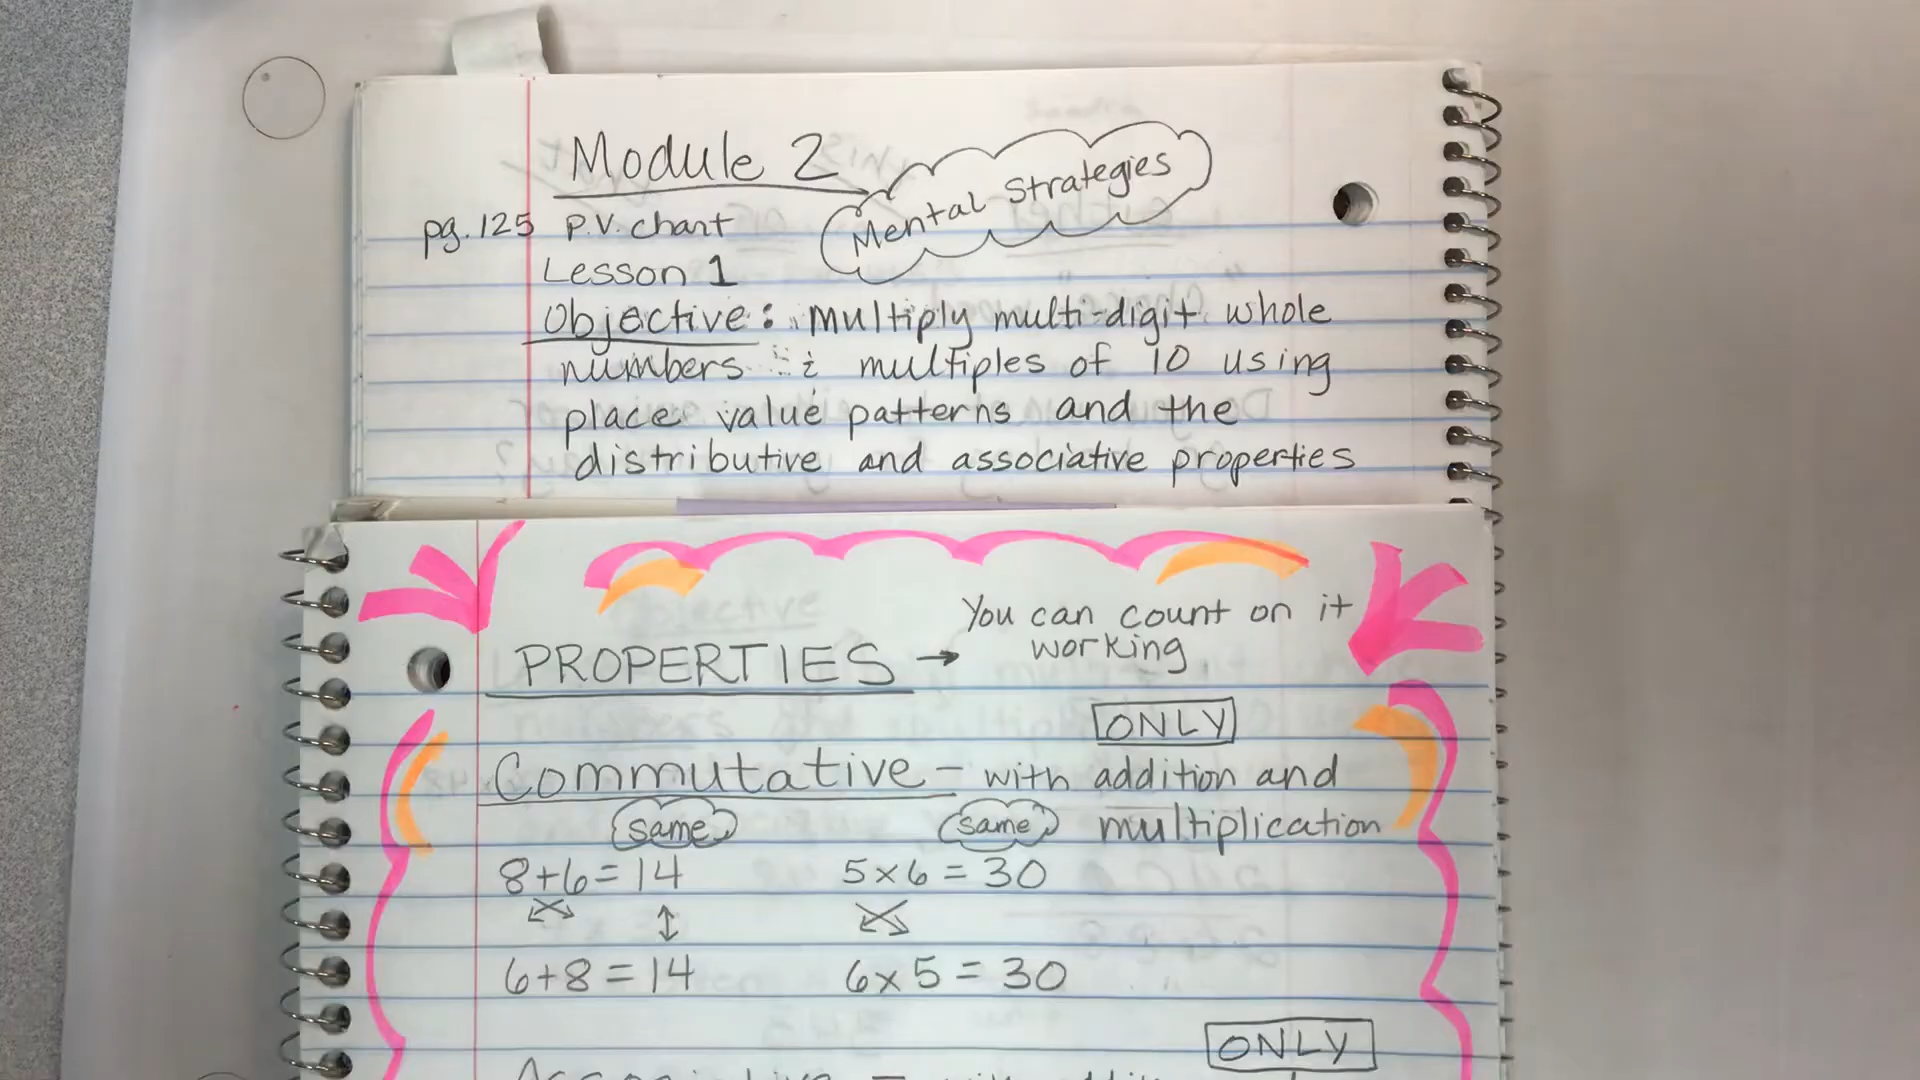 Module 2
Mental Strategies
pg. 125 P.V. chart
Lesson 1
Objective: Multiply multi-digit whole
numbers & multiples of 10 using
place value patterns and the
distributive and associative properties
PROPERTIES → You can count on it
working
ONLY
Commutative - with addition and
multiplication
same same
8+6=14 5×6=30
6+8=14 6×5=30
ONLY